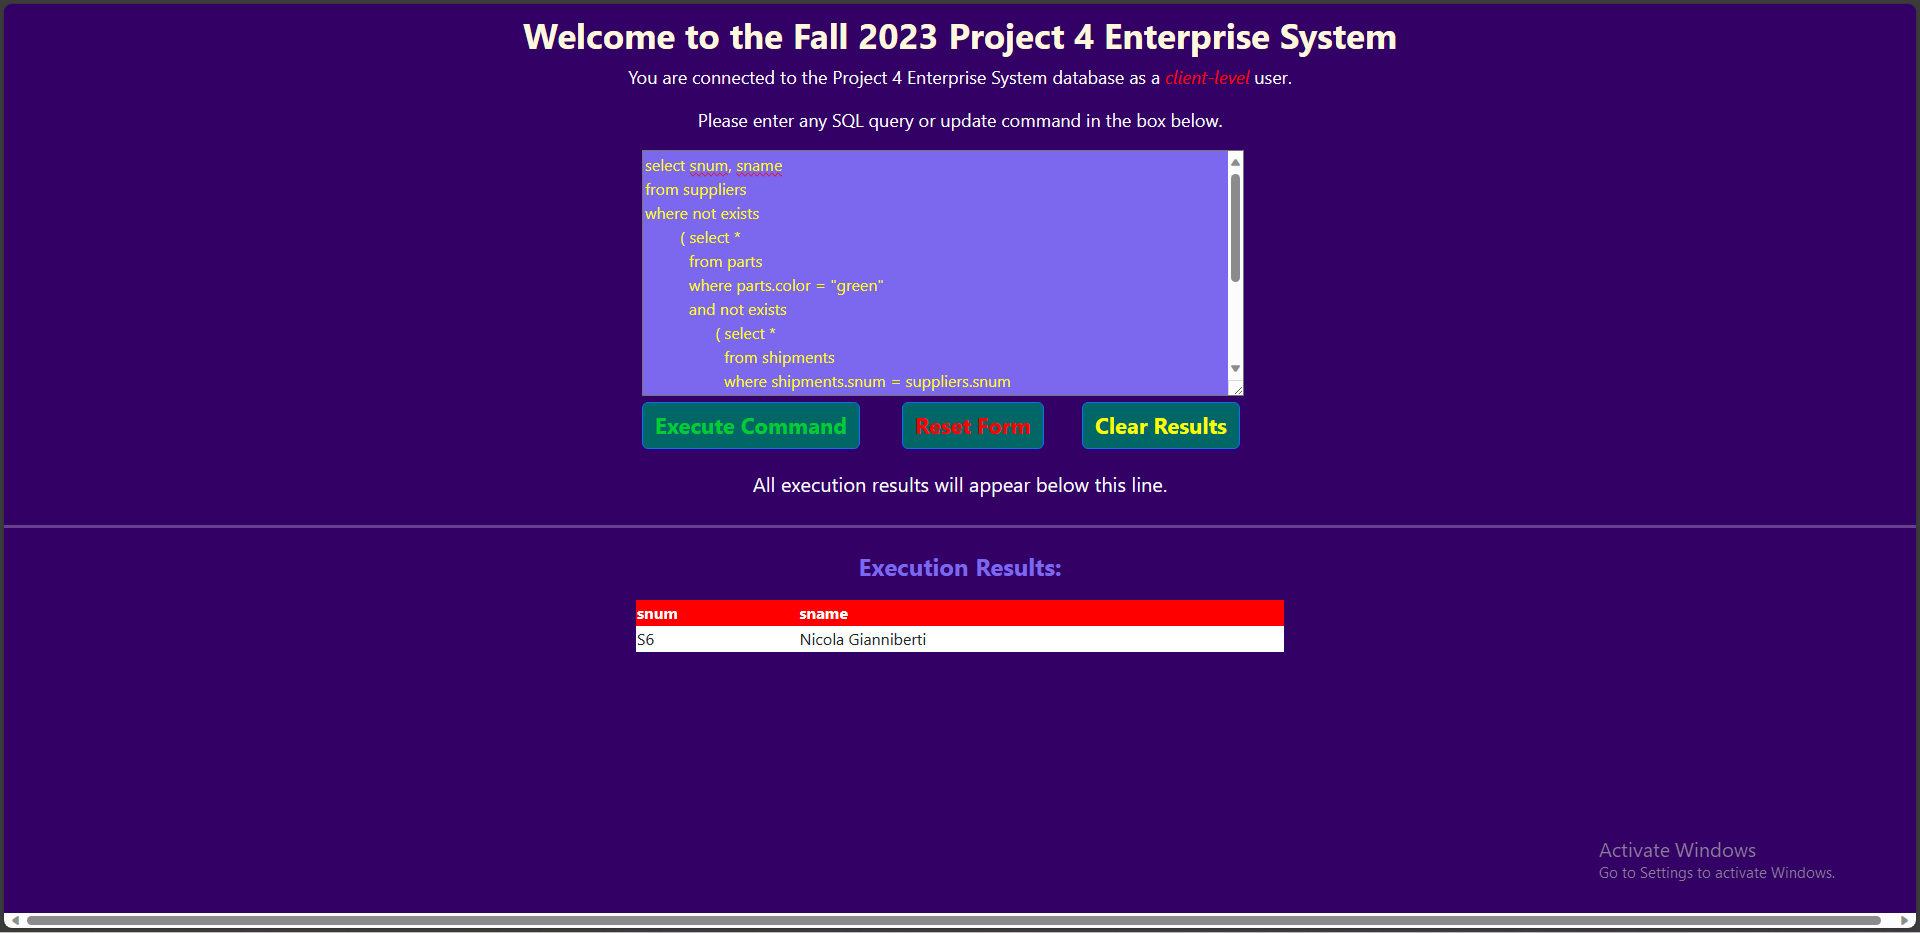 Welcome to the Fall 2023 Project 4 Enterprise System
You are connected to the Project 4 Enterprise System database as a client-level user.
Please enter any SQL query or update command in the box below.
select snum, sname
from suppliers
where not exists
( select *
from parts
where parts.color = "green"
and not exists
( select *
from shipments
where shipments.snum = suppliers.snum
Execute Command Reset Form Clear Results
All execution results will appear below this line.
Execution Results:
snum sname
S6 Nicola Gianniberti
Activate Windows
Go to Settings to activate Windows.